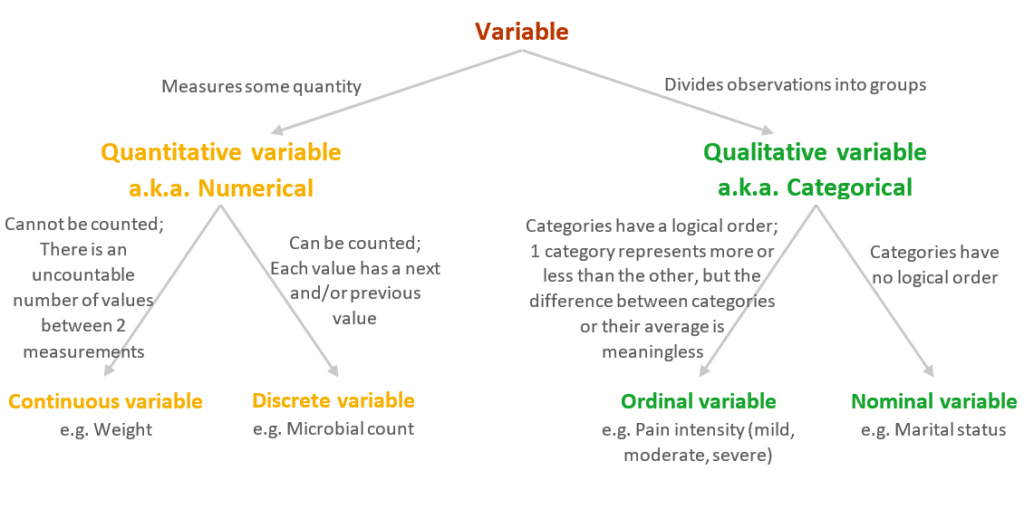 Variable
Measures some quantity
Divides observations into groups
Quantitative variable
a.k.a. Numerical
Qualitative variable
a.k.a. Categorical
Cannot be counted;
There is an
uncountable
number of values
between 2
measurements
Can be counted;
Each value has a next
and/or previous
value
Categories have a logical order;
1 category represents more or
less than the other, but the
difference between categories
or their average is
meaningless
Categories have
no logical order
Continuous variable
e.g. Weight
Discrete variable
e.g. Microbial count
Ordinal variable
e.g. Pain intensity (mild,
moderate, severe)
Nominal variable
e.g. Marital status